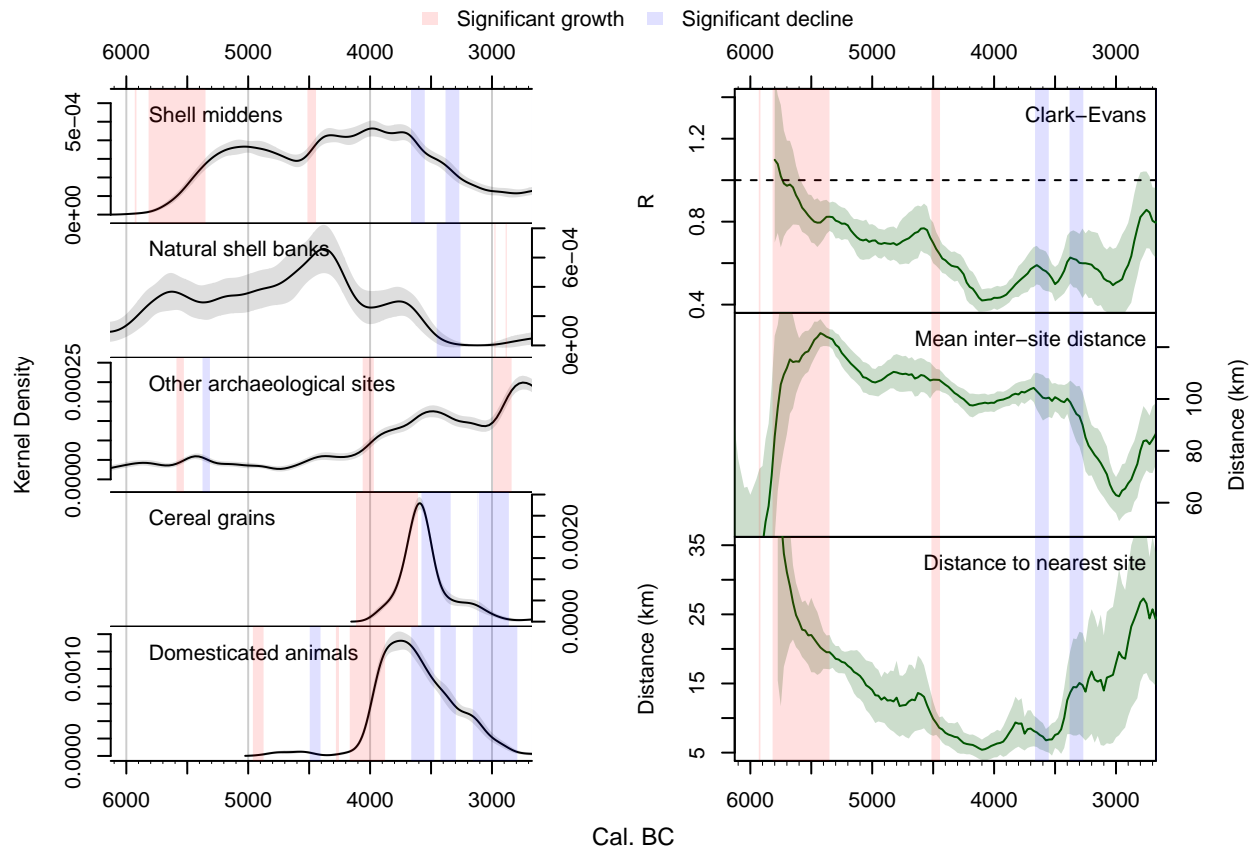 Significant growth Significant decline
6000 5000 4000 3000
6000 5000 4000 3000
Kernel Density
Shell middens
0e+00 5e−04
Natural shell banks
0e+00 6e−04
Other archaeological sites
0.00000 0.00025
Cereal grains
0.0000 0.0020
Domesticated animals
0.0000 0.0010
6000 5000 4000 3000
Clark−Evans
R
0.4 0.8 1.2
Mean inter−site distance
60 80 100
Distance (km)
Distance to nearest site
Distance (km)
5 15 25 35
6000 5000 4000 3000
Cal. BC